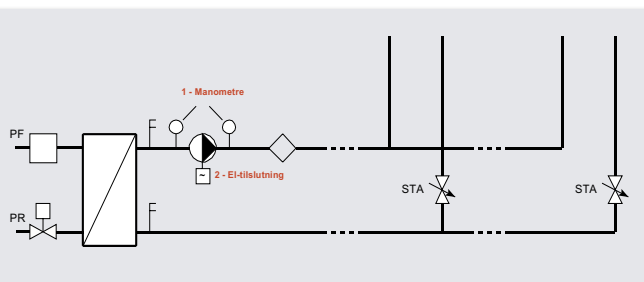 1 - Manometre
PF
~
2 - El-tilslutning
STA
STA
PR